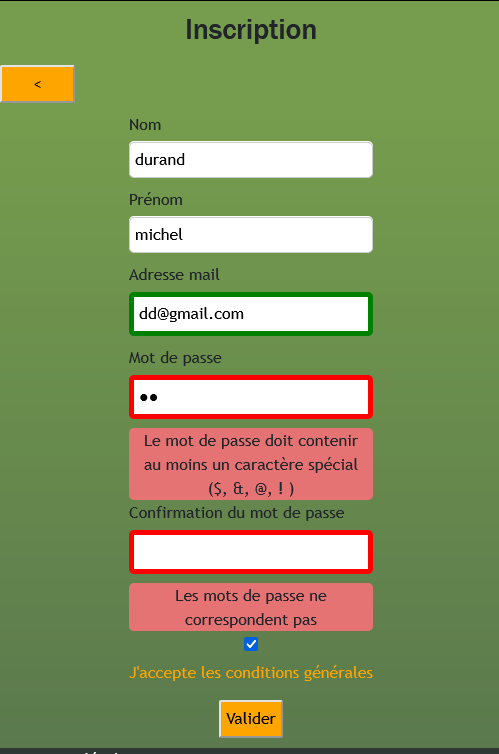 Inscription
<
Nom
durand
Prénom
michel
Adresse mail
dd@gmail.com
Mot de passe
••
Le mot de passe doit contenir
au moins un caractère spécial
($, &, @, ! )
Confirmation du mot de passe
Les mots de passe ne
correspondent pas
J'accepte les conditions générales
Valider